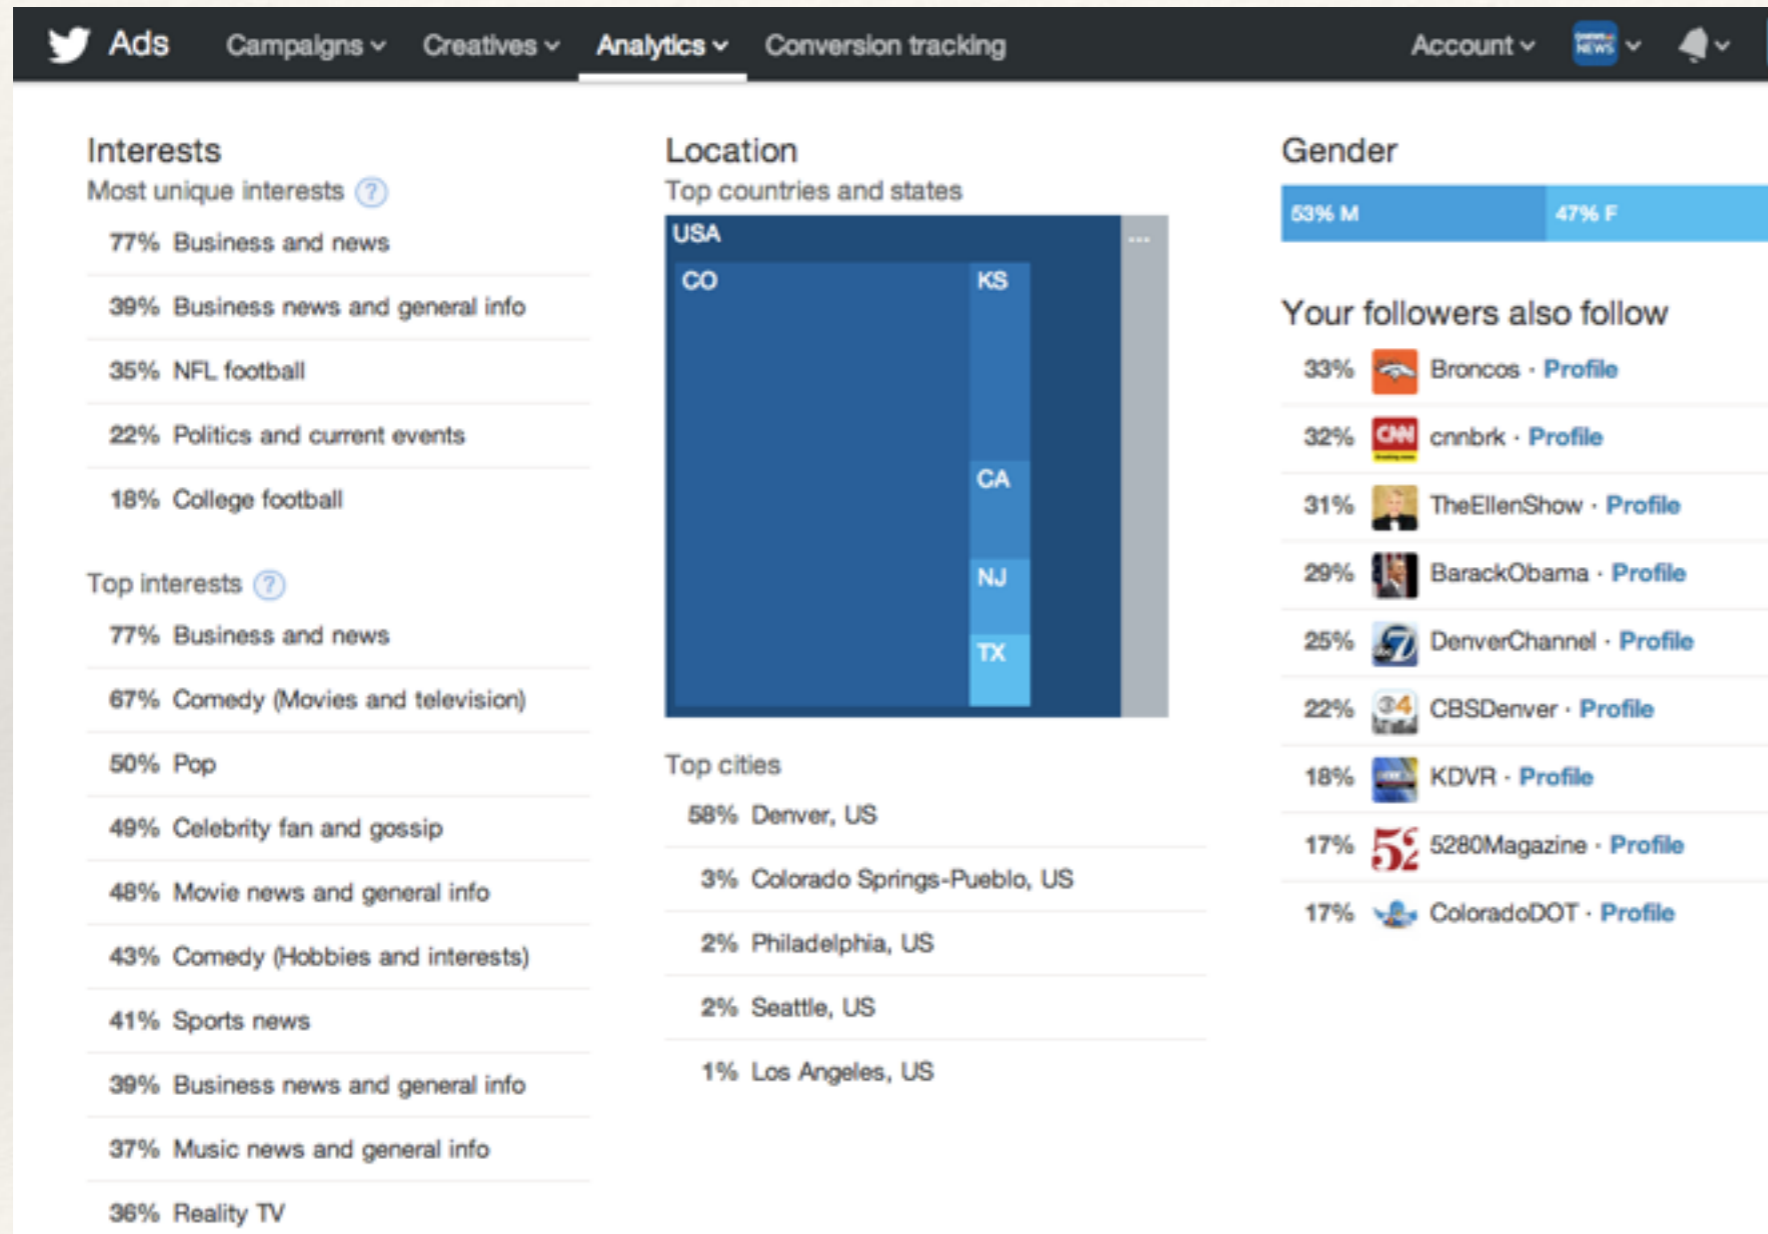 Ads Campaigns Creatives Analytics Conversion tracking Account
NEWS
Interests
Most unique interests ?
77% Business and news
39% Business news and general info
35% NFL football
22% Politics and current events
18% College football
Top interests ?
77% Business and news
67% Comedy (Movies and television)
50% Pop
49% Celebrity fan and gossip
48% Movie news and general info
43% Comedy (Hobbies and interests)
41% Sports news
39% Business news and general info
37% Music news and general info
36% Reality TV
Location
Top countries and states
USA ...
CO KS
CA
NJ
TX
Top cities
58% Denver, US
3% Colorado Springs-Pueblo, US
2% Philadelphia, US
2% Seattle, US
1% Los Angeles, US
Gender
53% M 47% F
Your followers also follow
33% Broncos · Profile
32% CNN cnnbrk · Profile
31% TheEllenShow · Profile
29% BarackObama · Profile
25% 7 DenverChannel · Profile
22% 4 CBSDenver · Profile
18% KDVR · Profile
17% 52 5280Magazine · Profile
17% ColoradoDOT · Profile